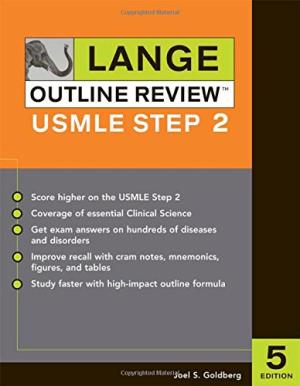 LANGE
OUTLINE REVIEW™
USMLE STEP 2
Score higher on the USMLE Step 2
Coverage of essential Clinical Science
Get exam answers on hundreds of diseases
and disorders
Improve recall with cram notes, mnemonics,
figures, and tables
Study faster with high-impact outline formula
5
EDITION
Joel S. Goldberg